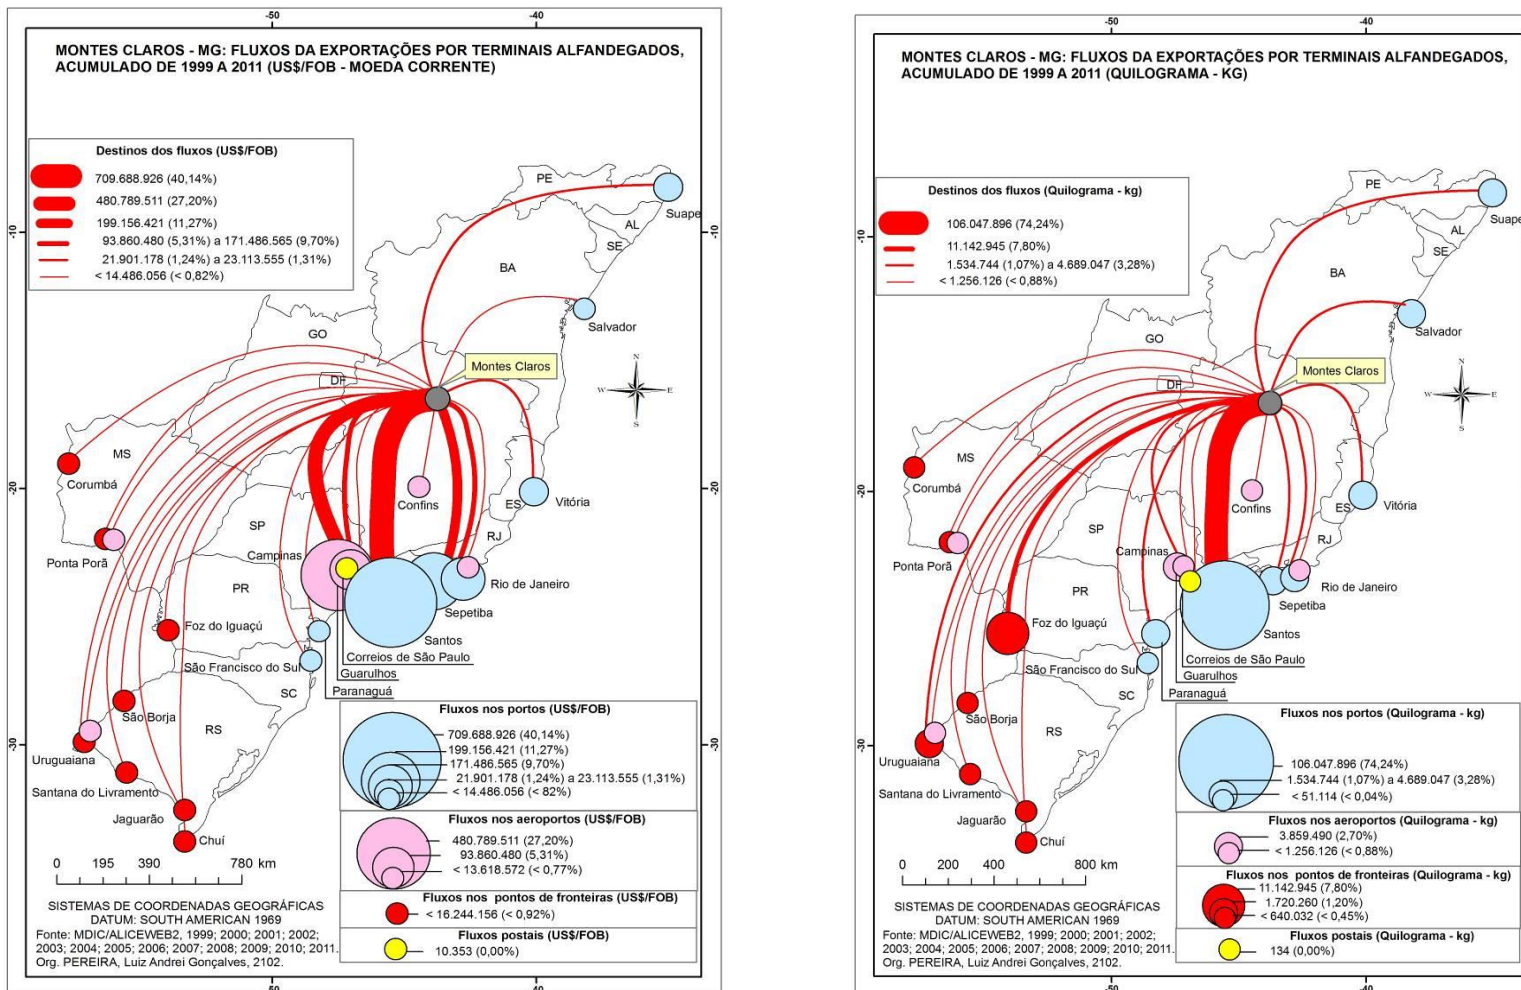 -50
-40
MONTES CLAROS - MG: FLUXOS DA EXPORTAÇÕES POR TERMINAIS ALFANDEGADOS,
ACUMULADO DE 1999 A 2011 (US$/FOB - MOEDA CORRENTE)
Destinos dos fluxos (US$/FOB)
709.688.926 (40,14%)
480.789.511 (27,20%)
199.156.421 (11,27%)
93.860.480 (5,31%) a 171.486.565 (9,70%)
21.901.178 (1,24%) a 23.113.555 (1,31%)
< 14.486.056 (< 0,82%)
-10
-10
PE
Suape
AL
SE
BA
Salvador
GO
DF
Montes Claros
N
W
E
S
MS
Corumbá
-20
-20
Confins
ES
Vitória
SP
RJ
Campinas
Ponta Porã
Rio de Janeiro
PR
Sepetiba
Foz do Iguaçú
Santos
Correios de São Paulo
São Francisco do Sul
Guarulhos
SC
Paranaguá
São Borja
RS
Uruguaiana
-30
-30
Santana do Livramento
Jaguarão
Chuí
Fluxos nos portos (US$/FOB)
709.688.926 (40,14%)
199.156.421 (11,27%)
171.486.565 (9,70%)
21.901.178 (1,24%) a 23.113.555 (1,31%)
< 14.486.056 (< 82%)
Fluxos nos aeroportos (US$/FOB)
480.789.511 (27,20%)
93.860.480 (5,31%)
< 13.618.572 (< 0,77%)
Fluxos nos pontos de fronteiras (US$/FOB)
< 16.244.156 (< 0,92%)
Fluxos postais (US$/FOB)
10.353 (0,00%)
0 195 390 780 km
SISTEMAS DE COORDENADAS GEOGRÁFICAS
DATUM: SOUTH AMERICAN 1969
Fonte: MDIC/ALICEWEB2, 1999; 2000; 2001; 2002;
2003; 2004; 2005; 2006; 2007; 2008; 2009; 2010; 2011.
Org. PEREIRA, Luiz Andrei Gonçalves, 2102.
-50
-40
-50
-40
MONTES CLAROS - MG: FLUXOS DA EXPORTAÇÕES POR TERMINAIS ALFANDEGADOS,
ACUMULADO DE 1999 A 2011 (QUILOGRAMA - KG)
Destinos dos fluxos (Quilograma - kg)
106.047.896 (74,24%)
11.142.945 (7,80%)
1.534.744 (1,07%) a 4.689.047 (3,28%)
< 1.256.126 (< 0,88%)
-10
-10
PE
Suape
AL
SE
BA
Salvador
GO
DF
Montes Claros
N
W
E
S
MS
Corumbá
-20
-20
Confins
ES
Vitória
SP
RJ
Campinas
Ponta Porã
Rio de Janeiro
PR
Sepetiba
Foz do Iguaçú
Santos
Correios de São Paulo
São Francisco do Sul
Guarulhos
SC
Paranaguá
São Borja
RS
Uruguaiana
-30
-30
Santana do Livramento
Jaguarão
Chuí
Fluxos nos portos (Quilograma - kg)
106.047.896 (74,24%)
1.534.744 (1,07%) a 4.689.047 (3,28%)
< 51.114 (< 0,04%)
Fluxos nos aeroportos (Quilograma - kg)
3.859.490 (2,70%)
< 1.256.126 (< 0,88%)
Fluxos nos pontos de fronteiras (Quilograma - kg)
11.142.945 (7,80%)
1.720.260 (1,20%)
< 640.032 (< 0,45%)
Fluxos postais (Quilograma - kg)
134 (0,00%)
0 200 400 800 km
SISTEMAS DE COORDENADAS GEOGRÁFICAS
DATUM: SOUTH AMERICAN 1969
Fonte: MDIC/ALICEWEB2, 1999; 2000; 2001; 2002;
2003; 2004; 2005; 2006; 2007; 2008; 2009; 2010; 2011.
Org. PEREIRA, Luiz Andrei Gonçalves, 2102.
-50
-40